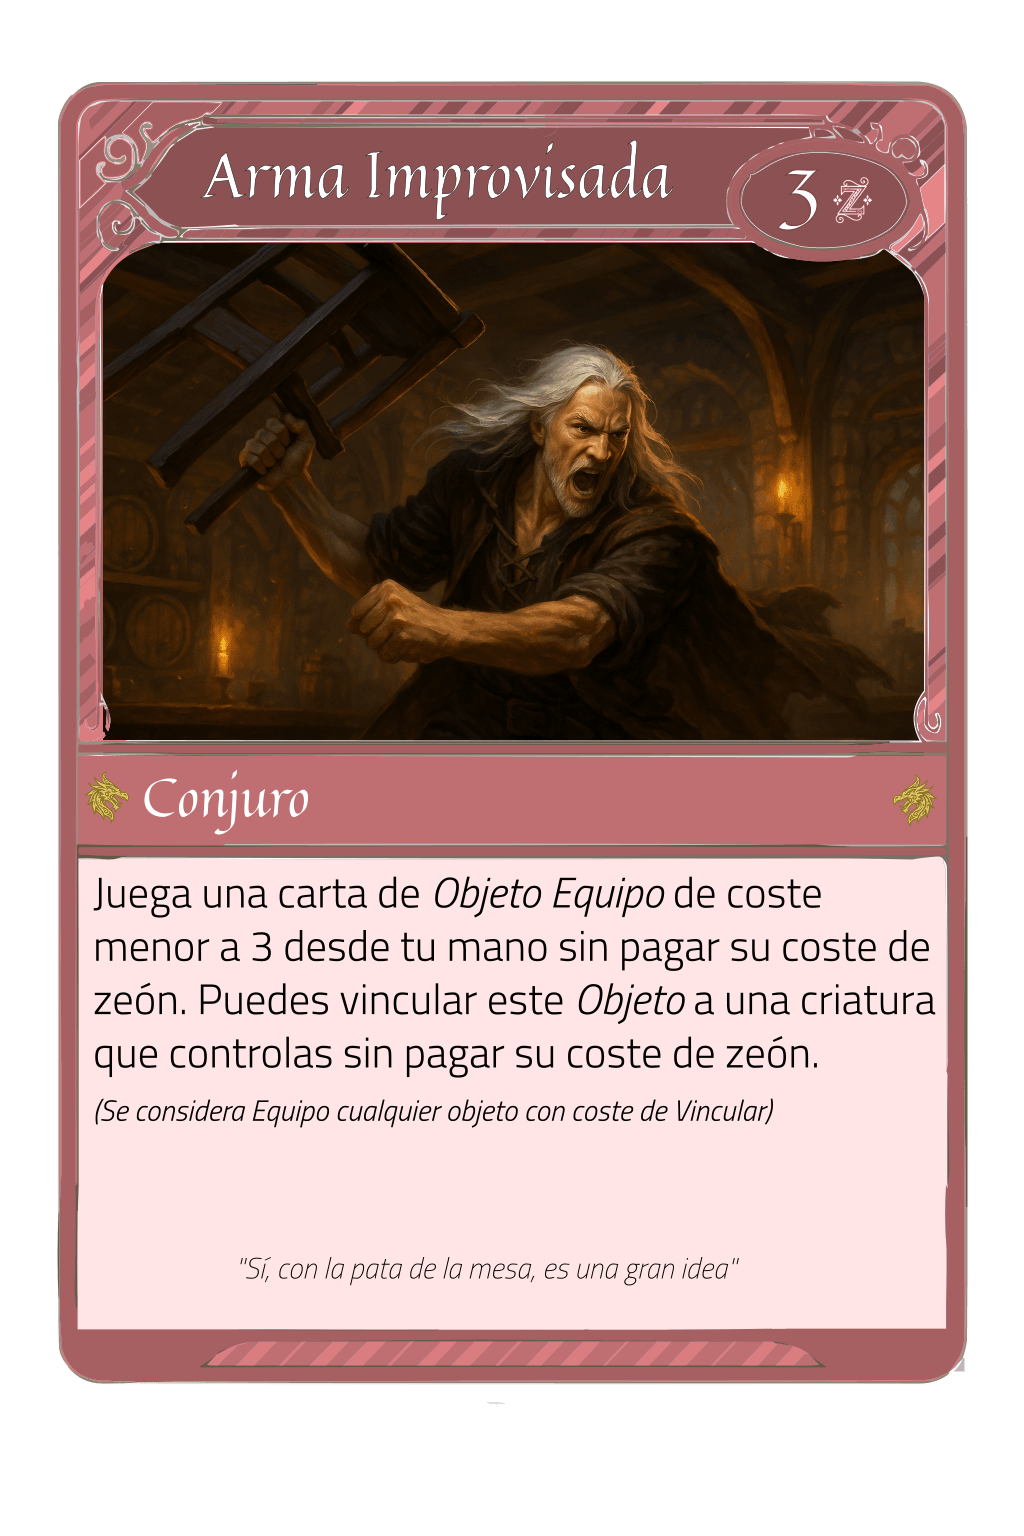 Arma Improvisada
3 Z
Conjuro
Juega una carta de Objeto Equipo de coste
menor a 3 desde tu mano sin pagar su coste de
zeón. Puedes vincular este Objeto a una criatura
que controlas sin pagar su coste de zeón.
(Se considera Equipo cualquier objeto con coste de Vincular)
"Sí, con la pata de la mesa, es una gran idea"